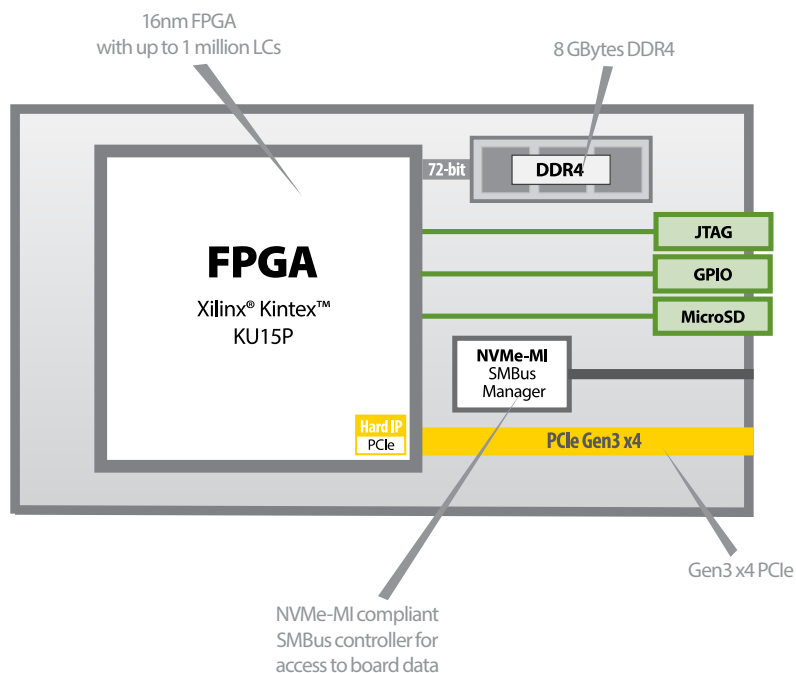 16nm FPGA
with up to 1 million LCs
8 GBytes DDR4
72-bit
DDR4
FPGA
Xilinx® Kintex™
KU15P
JTAG
GPIO
MicroSD
NVMe-MI
SMBus
Manager
Hard IP
PCIe
PCIe Gen3 x4
Gen3 x4 PCIe
NVMe-MI compliant
SMBus controller for
access to board data